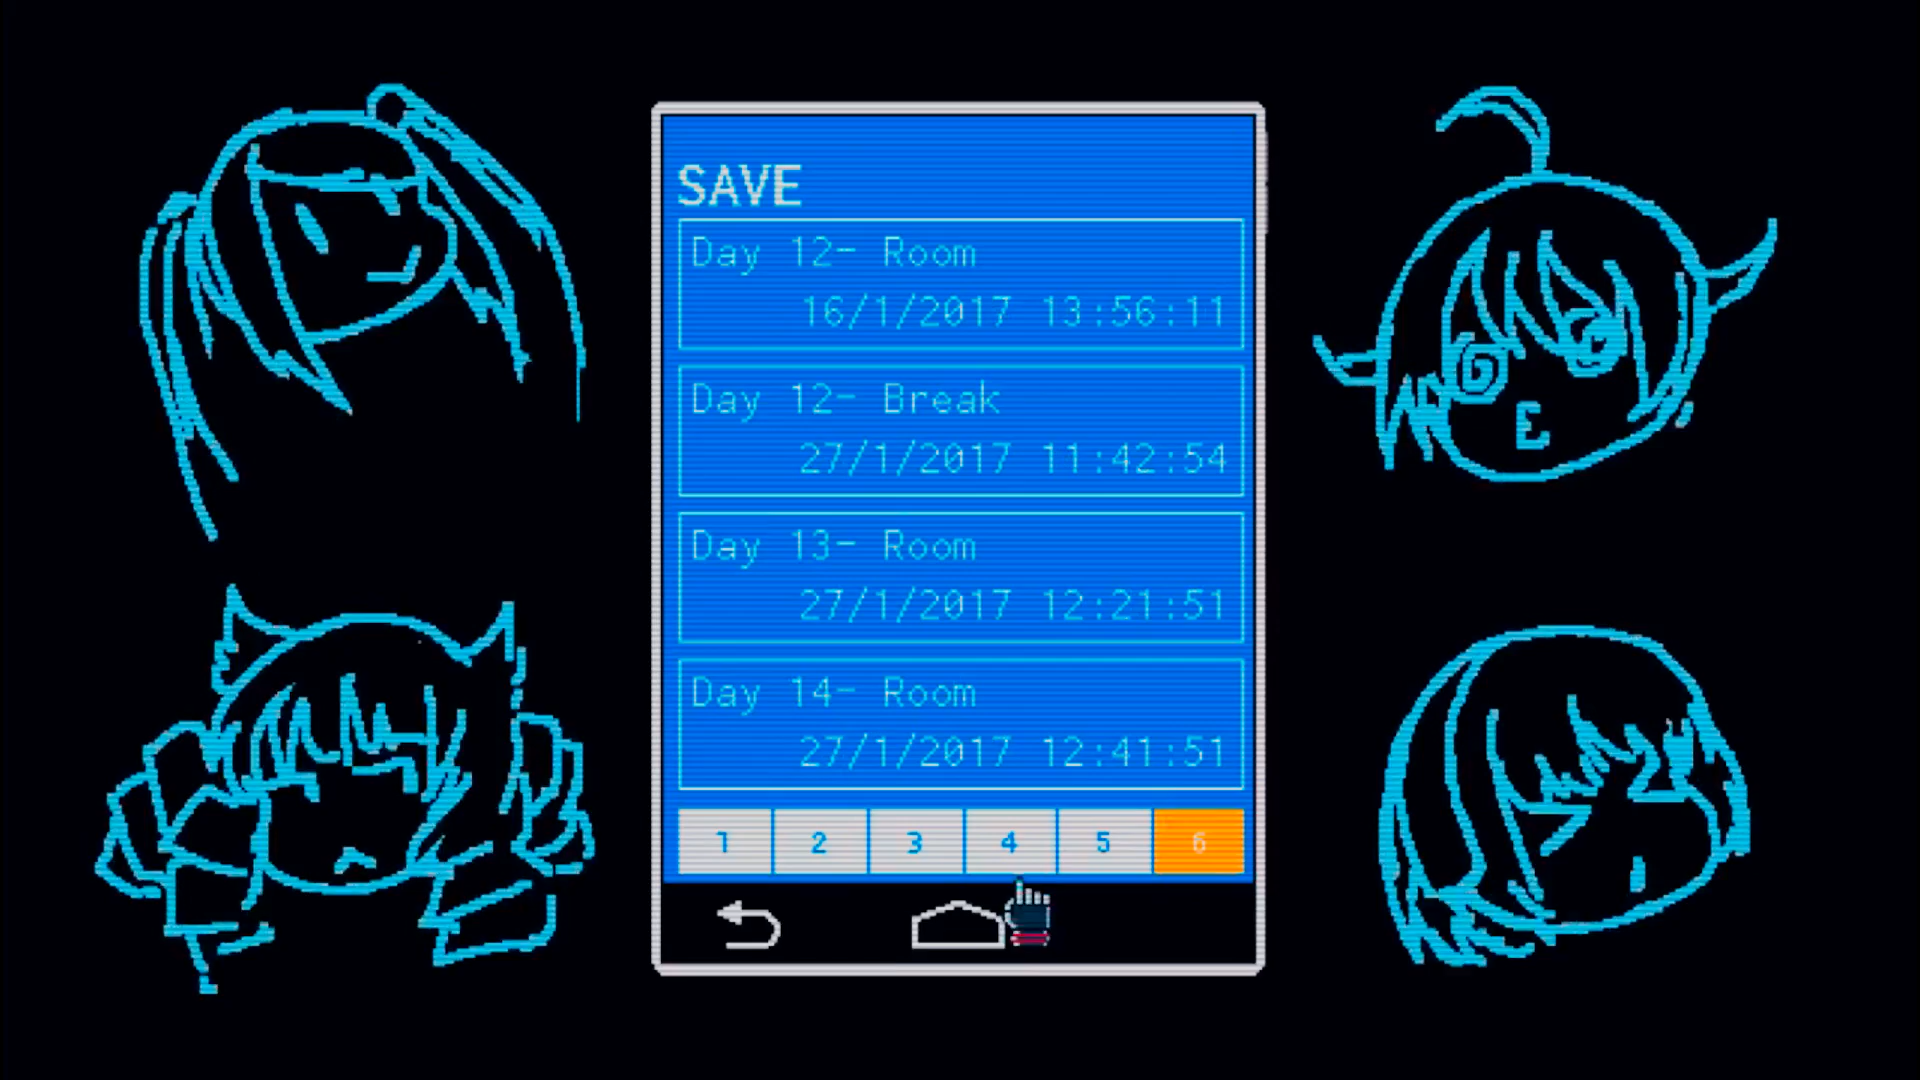 SAVE
Day 12- Room
16/1/2017 13:56:11
Day 12- Break
27/1/2017 11:42:54
Day 13- Room
27/1/2017 12:21:51
Day 14- Room
27/1/2017 12:41:51
1 2 3 4 5 6